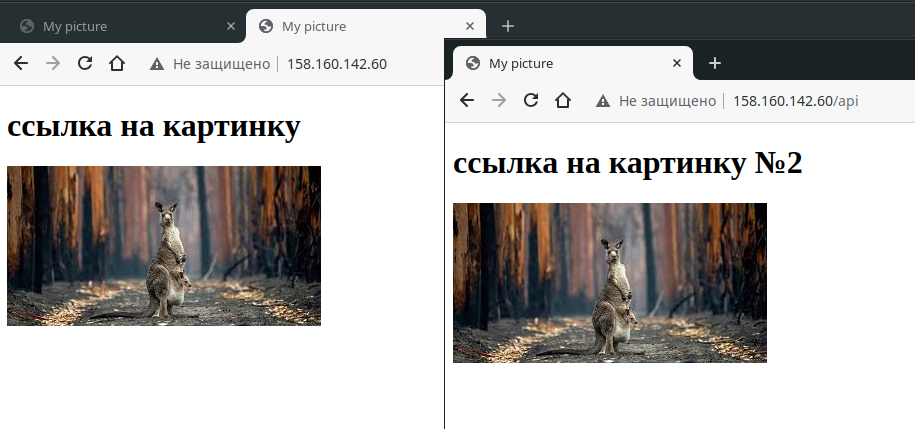 My picture
My picture
Не защищено 158.160.142.60
ссылка на картинку
My picture
Не защищено 158.160.142.60/api
ссылка на картинку №2